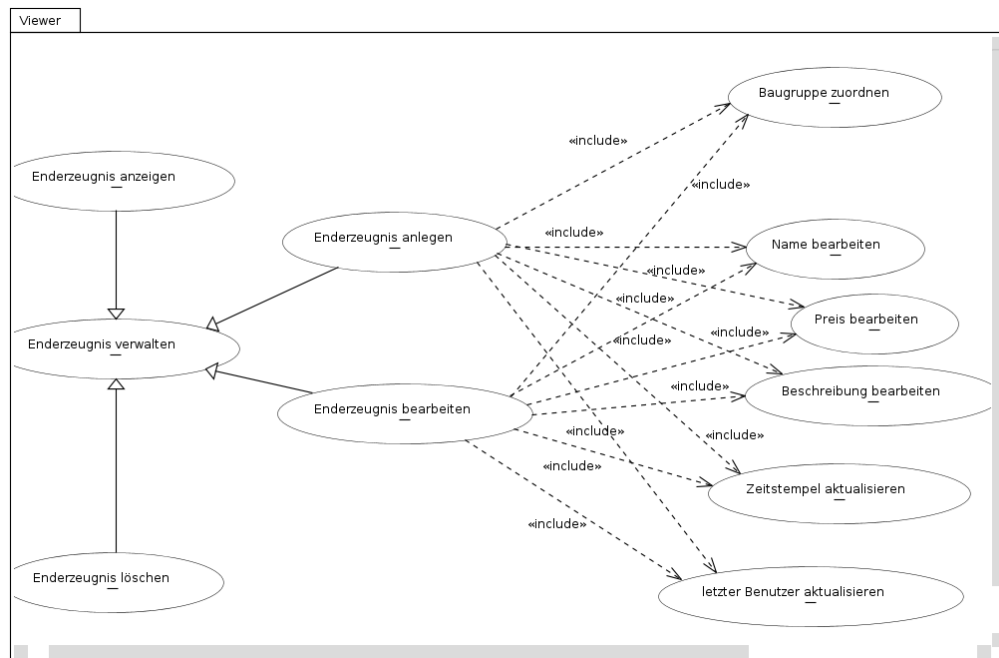 Viewer
Baugruppe zuordnen
«include»
Enderzeugnis anzeigen
«include»
Enderzeugnis anlegen
«include»
Name bearbeiten
«include»
«include»
Preis bearbeiten
«include»
«include»
Enderzeugnis verwalten
«include»
Beschreibung bearbeiten
Enderzeugnis bearbeiten
«include»
«include»
«include»
Zeitstempel aktualisieren
«include»
Enderzeugnis löschen
letzter Benutzer aktualisieren